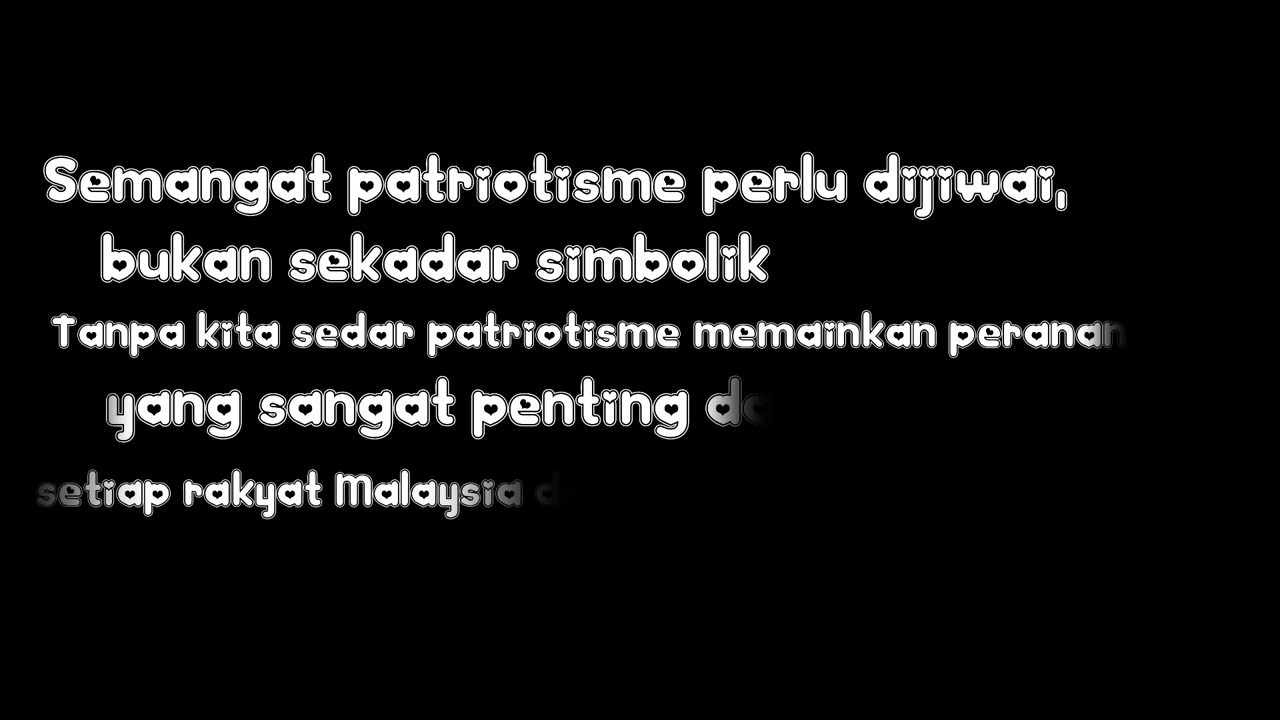 Semangat patriotisme perlu dijiwai,
bukan sekadar simbolik
Tanpa kita sedar patriotisme memainkan peranan
yang sangat penting
setiap rakyat Malaysia